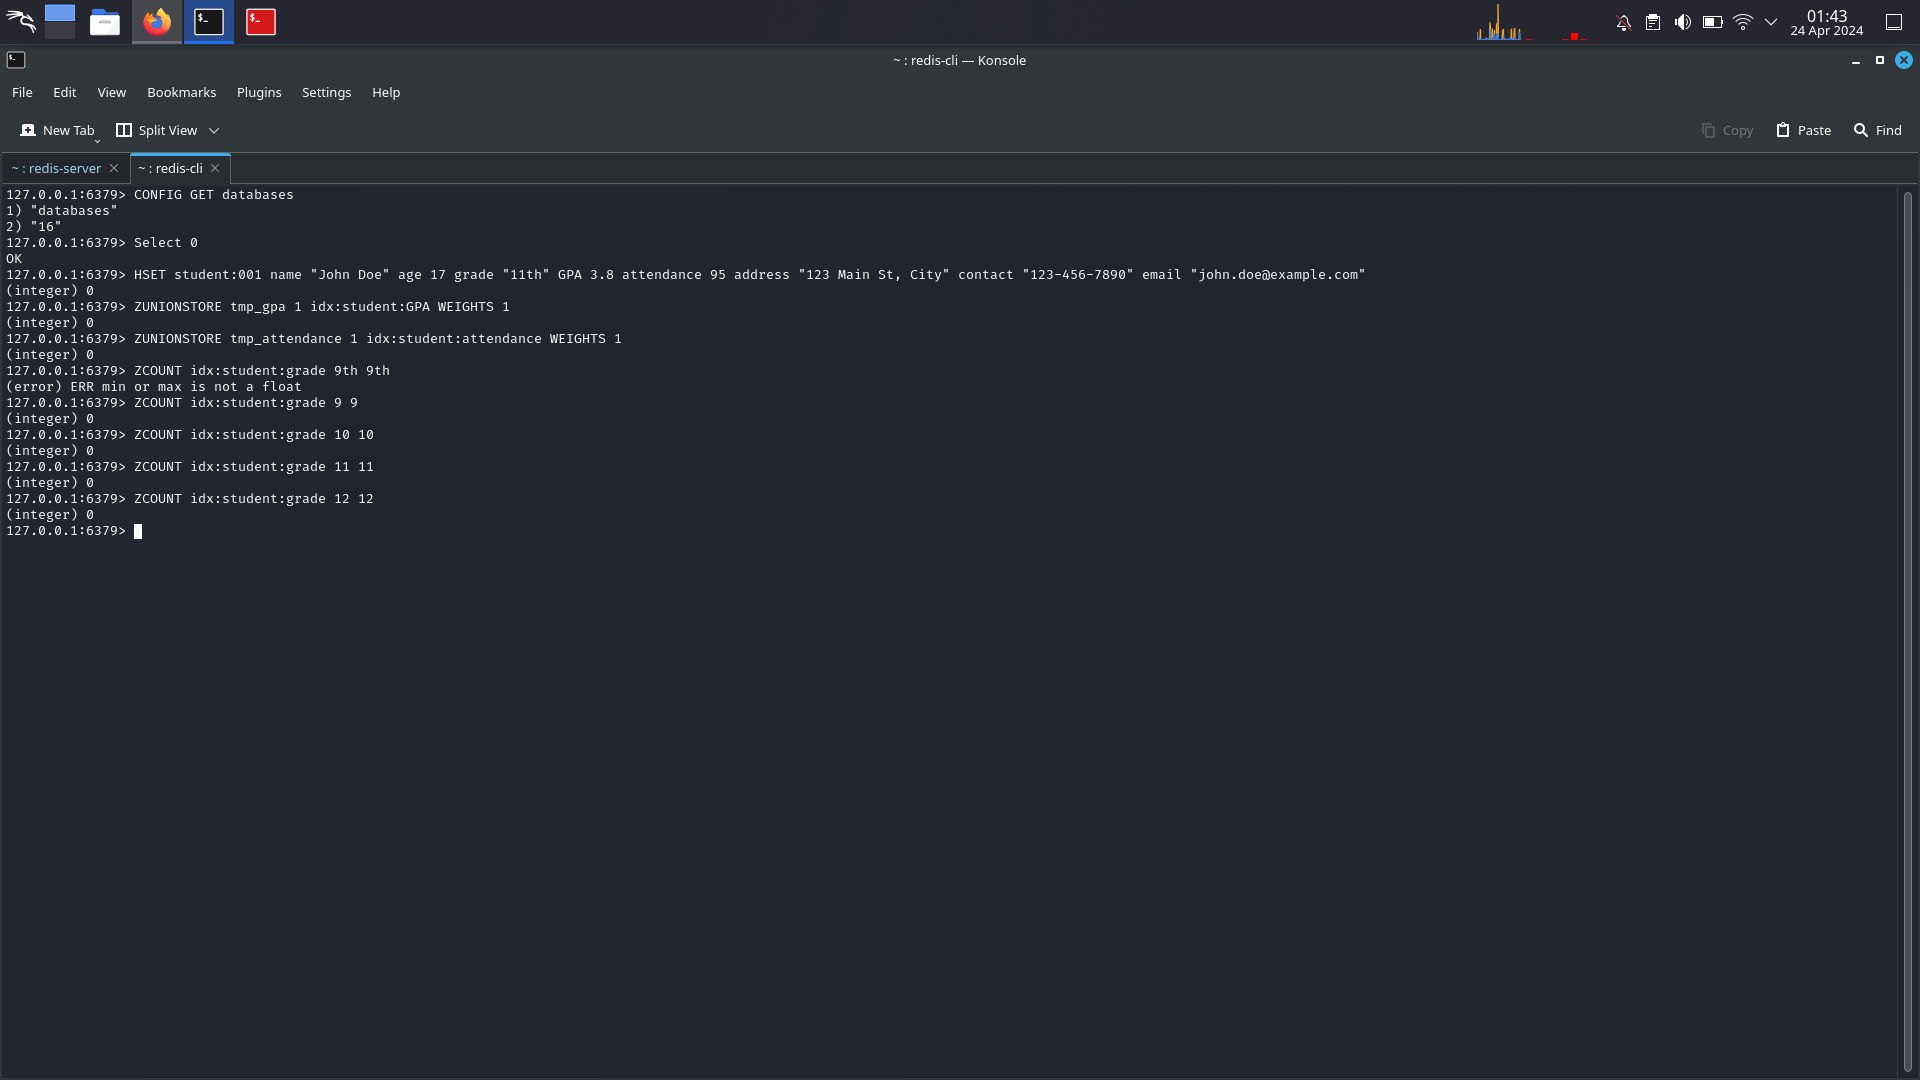 $_
$_
01:43
24 Apr 2024
~ : redis-cli — Konsole
File Edit View Bookmarks Plugins Settings Help
New Tab Split View Copy Paste Find
~ : redis-server ~ : redis-cli
127.0.0.1:6379> CONFIG GET databases
1) "databases"
2) "16"
127.0.0.1:6379> Select 0
OK
127.0.0.1:6379> HSET student:001 name "John Doe" age 17 grade "11th" GPA 3.8 attendance 95 address "123 Main St, City" contact "123-456-7890" email "john.doe@example.com"
(integer) 0
127.0.0.1:6379> ZUNIONSTORE tmp_gpa 1 idx:student:GPA WEIGHTS 1
(integer) 0
127.0.0.1:6379> ZUNIONSTORE tmp_attendance 1 idx:student:attendance WEIGHTS 1
(integer) 0
127.0.0.1:6379> ZCOUNT idx:student:grade 9th 9th
(error) ERR min or max is not a float
127.0.0.1:6379> ZCOUNT idx:student:grade 9 9
(integer) 0
127.0.0.1:6379> ZCOUNT idx:student:grade 10 10
(integer) 0
127.0.0.1:6379> ZCOUNT idx:student:grade 11 11
(integer) 0
127.0.0.1:6379> ZCOUNT idx:student:grade 12 12
(integer) 0
127.0.0.1:6379>